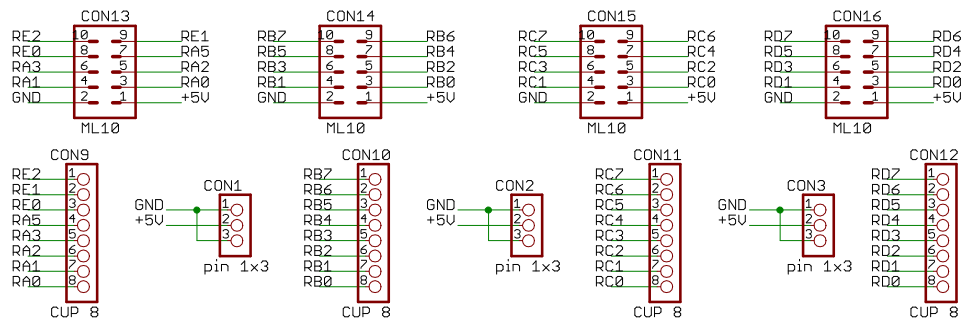 CON13 CON14 CON15 CON16
RE2 10 9 RE1 RB7 10 9 RB6 RC7 10 9 RC6 RD7 10 9 RD6
RE0 8 7 RA5 RB5 8 7 RB4 RC5 8 7 RC4 RD5 8 7 RD4
RA3 6 5 RA2 RB3 6 5 RB2 RC3 6 5 RC2 RD3 6 5 RD2
RA1 4 3 RA0 RB1 4 3 RB0 RC1 4 3 RC0 RD1 4 3 RD0
GND 2 1 +5V GND 2 1 +5V GND 2 1 +5V GND 2 1 +5V
ML10 ML10 ML10 ML10
CON9 CON10 CON11 CON12
RE2 1 RB7 1 RC7 1 RD7 1
CON1 CON2 CON3
RE1 2 RB6 2 RC6 2 RD6 2
RE0 3 GND 1 RB5 3 GND 1 RC5 3 GND 1 RD5 3
RA5 4 +5V 2 RB4 4 +5V 2 RC4 4 +5V 2 RD4 4
RA3 5 3 RB3 5 3 RC3 5 3 RD3 5
RA2 6 RB2 6 RC2 6 RD2 6
RA1 7 pin 1x3 RB1 7 pin 1x3 RC1 7 pin 1x3 RD1 7
RA0 8 RB0 8 RC0 8 RD0 8
CUP 8 CUP 8 CUP 8 CUP 8